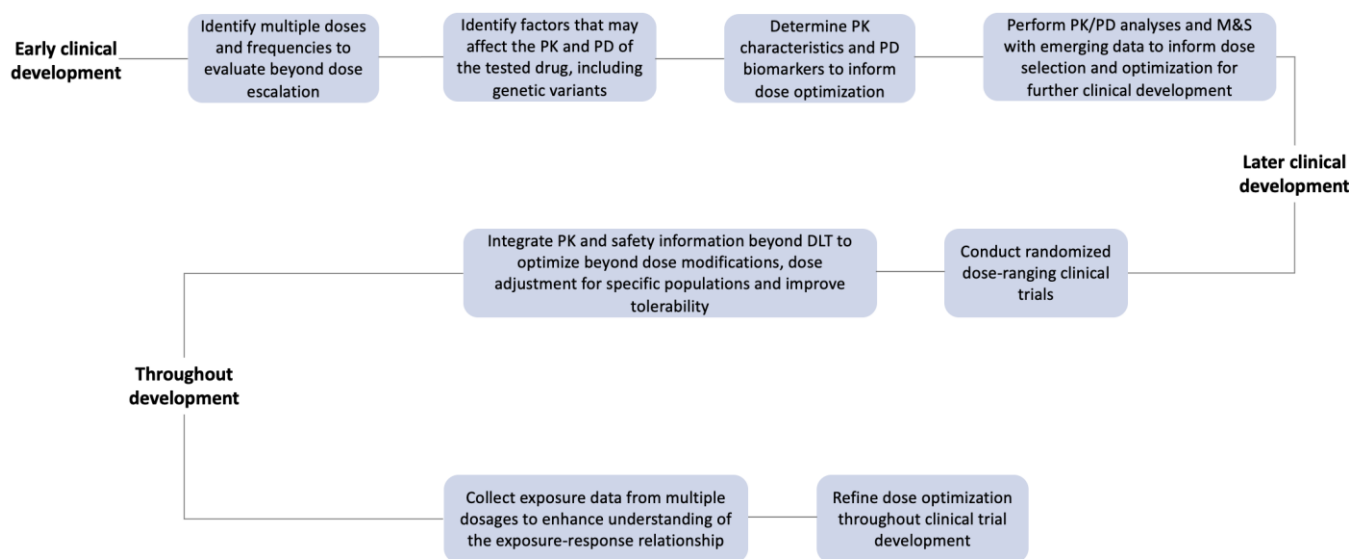 Early clinical
development
Identify multiple doses
and frequencies to
evaluate beyond dose
escalation
Identify factors that may
affect the PK and PD of
the tested drug, including
genetic variants
Determine PK
characteristics and PD
biomarkers to inform
dose optimization
Perform PK/PD analyses and M&S
with emerging data to inform dose
selection and optimization for
further clinical development
Later clinical
development
Conduct randomized
dose-ranging clinical
trials
Integrate PK and safety information beyond DLT to
optimize beyond dose modifications, dose
adjustment for specific populations and improve
tolerability
Throughout
development
Collect exposure data from multiple
dosages to enhance understanding of
the exposure-response relationship
Refine dose optimization
throughout clinical trial
development